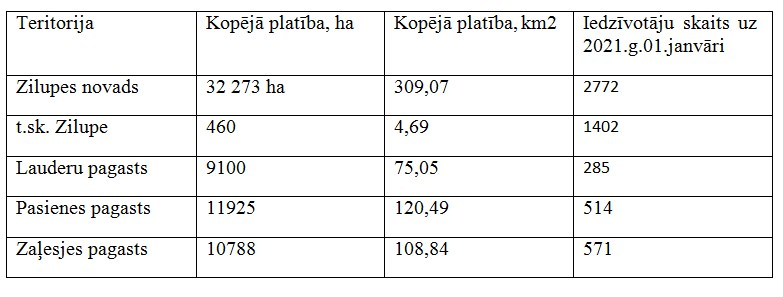 Teritorija Kopējā platība, ha Kopējā platība, km2 Iedzīvotāju skaits uz
2021.g.01.janvāri
Zilupes novads 32 273 ha 309,07 2772
t.sk. Zilupe 460 4,69 1402
Lauderu pagasts 9100 75,05 285
Pasienes pagasts 11925 120,49 514
Zaļesjes pagasts 10788 108,84 571